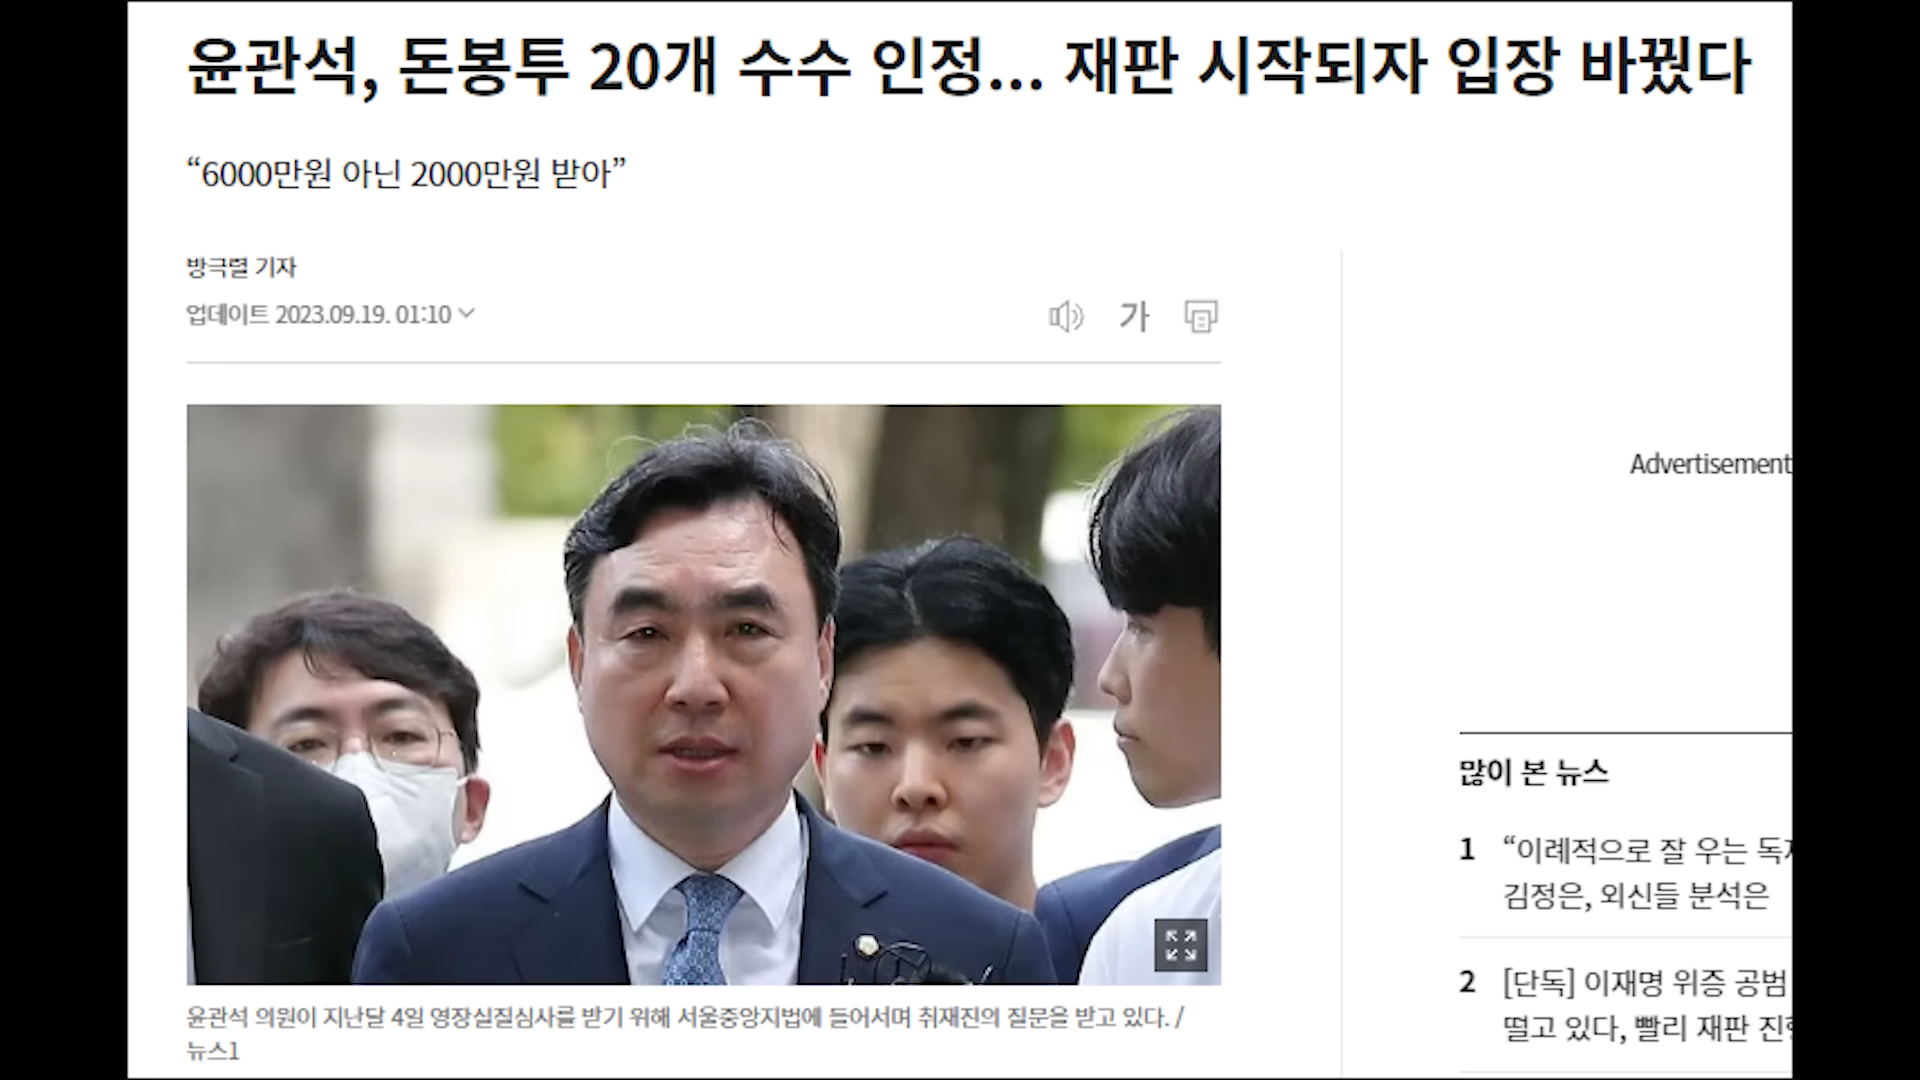 윤관석, 돈봉투 20개 수수 인정... 재판 시작되자 입장 바꿨다
“6000만원 아닌 2000만원 받아”
방극렬 기자
업데이트 2023.09.19. 01:10
가
윤관석 의원이 지난달 4일 영장실질심사를 받기 위해 서울중앙지법에 들어서며 취재진의 질문을 받고 있다. /
뉴스1
Advertisement
많이 본 뉴스
1 “이례적으로 잘 우는
김정은, 외신들 분석은
2 [단독] 이재명 위증 공범
떨고 있다, 빨리 재판